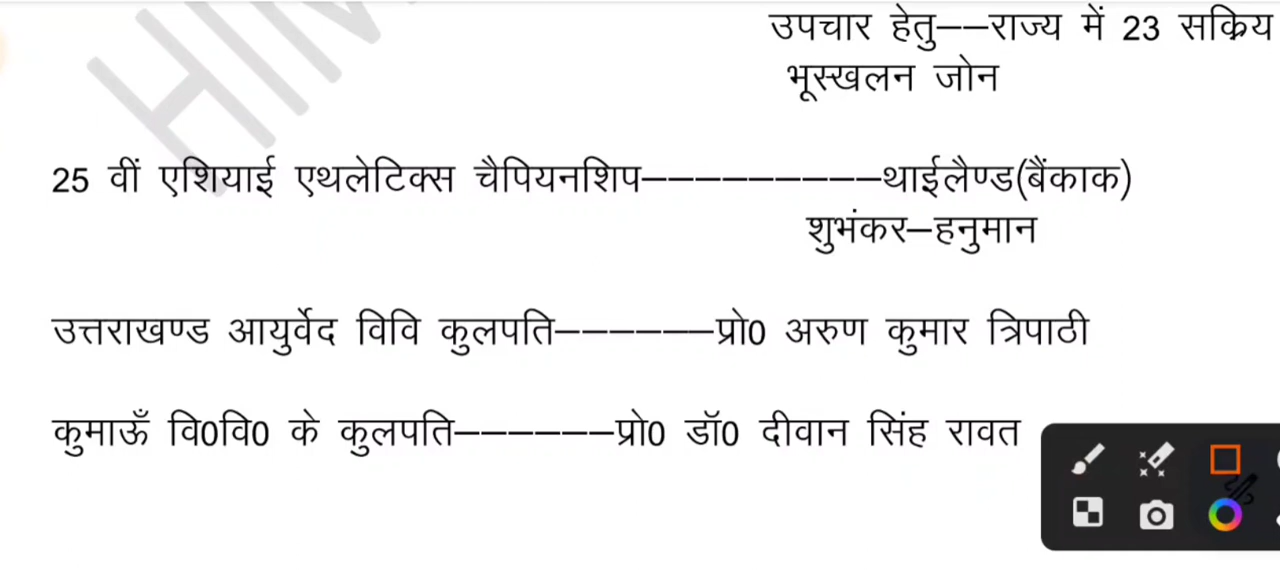 उपचार हेतु——राज्य में 23 सक्रिय
भूस्खलन जोन
25 वीं एशियाई एथलेटिक्स चैपियनशिप—————————थाईलैण्ड(बैंकाक)
शुभंकर—हनुमान
उत्तराखण्ड आयुर्वेद विवि कुलपति——————प्रो0 अरुण कुमार त्रिपाठी
कुमाऊँ वि0वि0 के कुलपति——————प्रो0 डॉ0 दीवान सिंह रावत